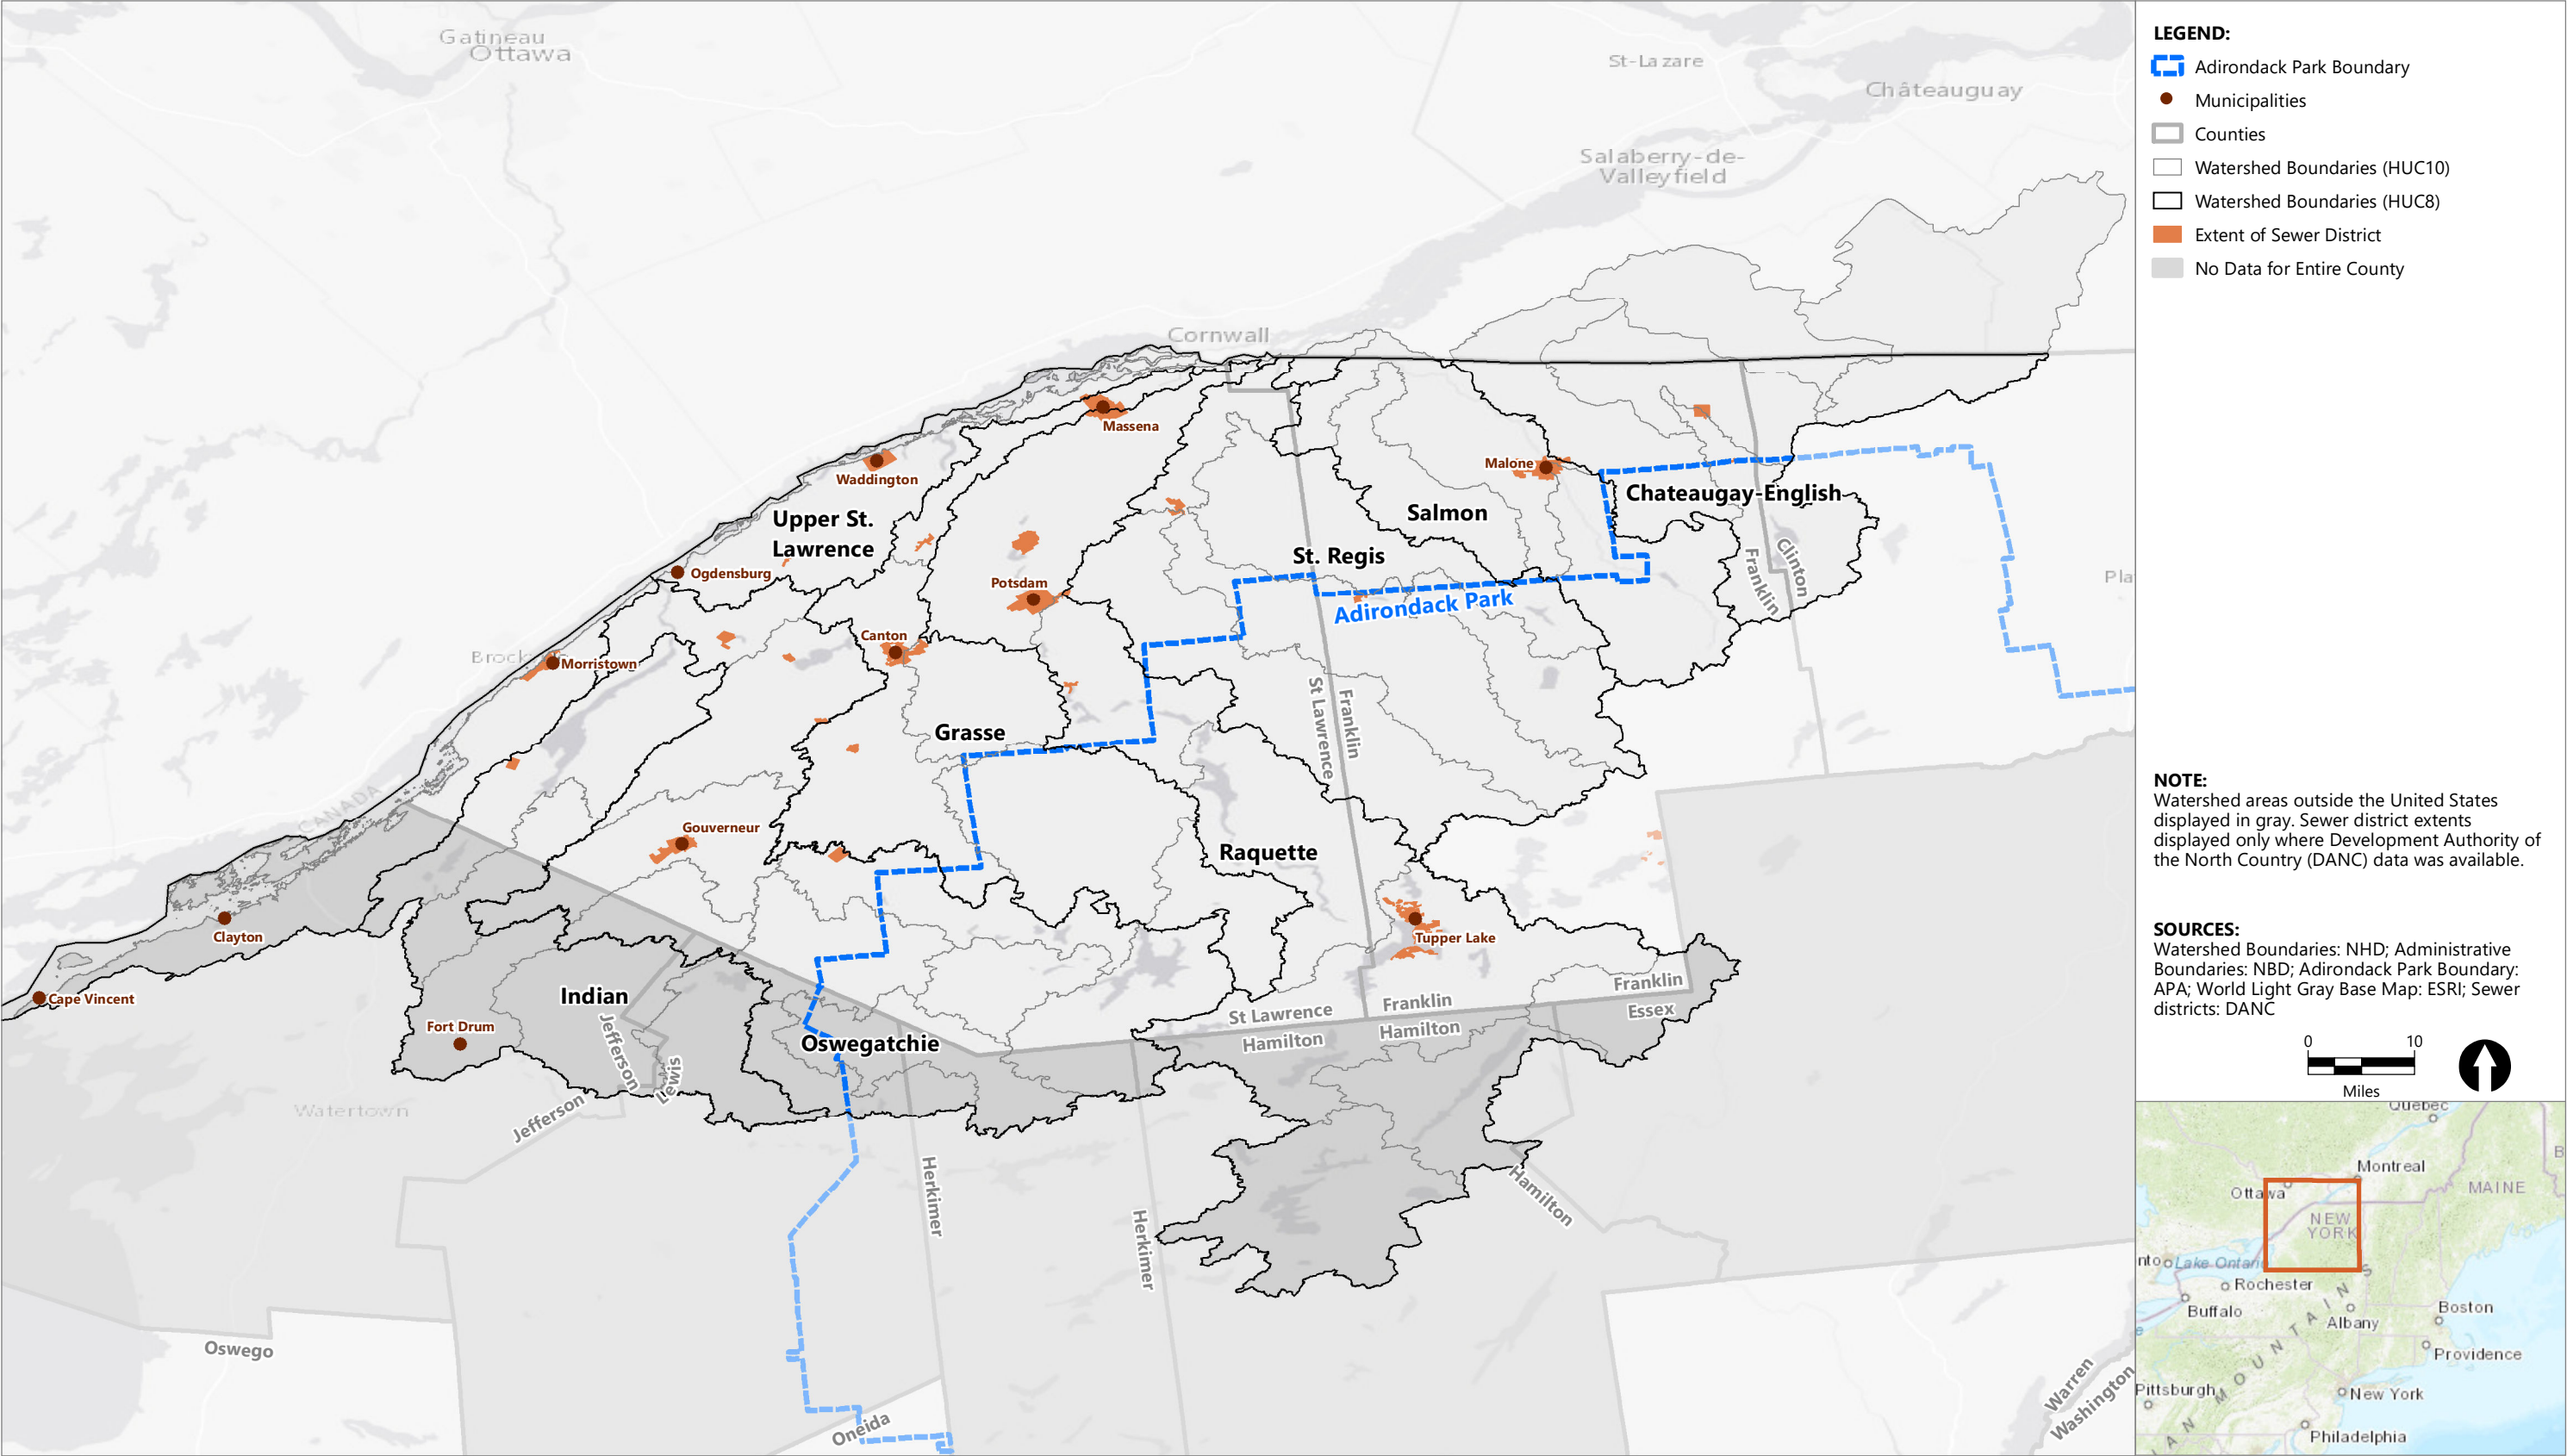 Gatineau
Ottawa
St-Lazare
Châteauguay
Salaberry-de-
Valleyfield
Cornwall
Massena
Waddington
Malone
Chateaugay-English
Upper St.
Lawrence
Salmon
St. Regis
Ogdensburg
Potsdam
Adirondack Park
Franklin
Clinton
Canton
Morristown
Grasse
St Lawrence
Franklin
CANADA
Gouverneur
Raquette
Clayton
Tupper Lake
Cape Vincent
Indian
Fort Drum
Jefferson
Lewis
Oswegatchie
St Lawrence
Hamilton
Franklin
Hamilton
Franklin
Essex
Watertown
Jefferson
Herkimer
Herkimer
Hamilton
Oswego
Oneida
Warren
Washington
LEGEND:
Adirondack Park Boundary
Municipalities
Counties
Watershed Boundaries (HUC10)
Watershed Boundaries (HUC8)
Extent of Sewer District
No Data for Entire County
NOTE:
Watershed areas outside the United States
displayed in gray. Sewer district extents
displayed only where Development Authority of
the North Country (DANC) data was available.
SOURCES:
Watershed Boundaries: NHD; Administrative
Boundaries: NBD; Adirondack Park Boundary:
APA; World Light Gray Base Map: ESRI; Sewer
districts: DANC
0 10
Miles
Quebec
Montreal
Ottawa
MAINE
NEW
YORK
nto
Lake Ontario
Rochester
Buffalo
Boston
Albany
Providence
Pittsburgh
New York
Philadelphia